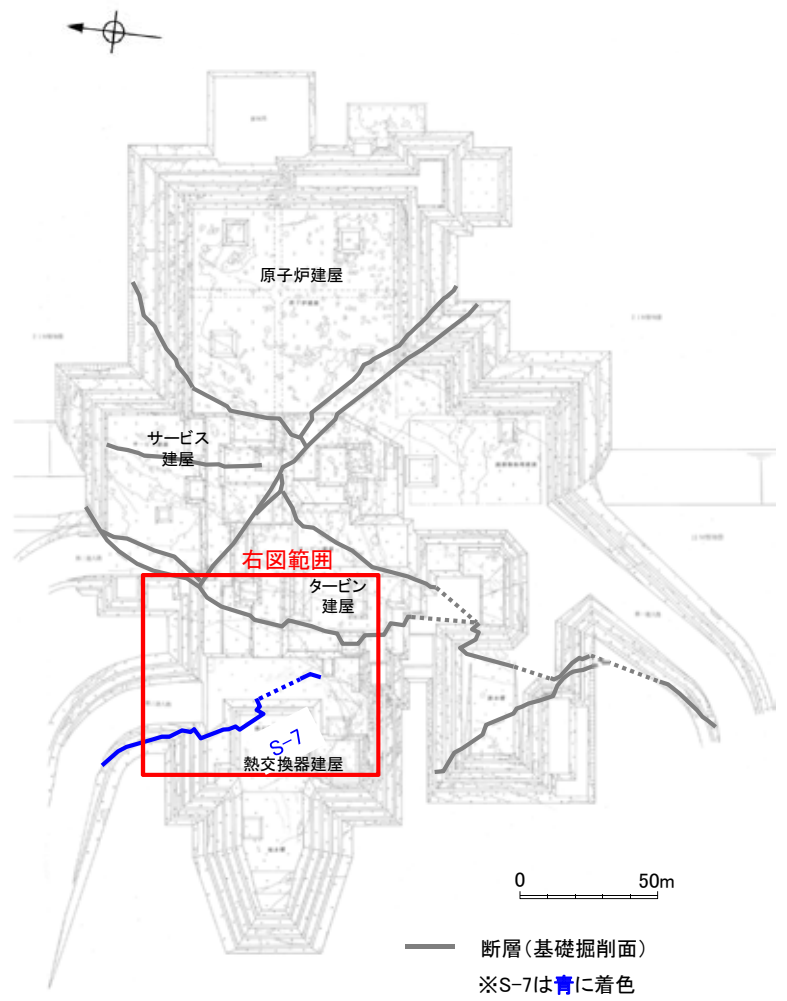 原子炉建屋
サービス
建屋
右図範囲
タービン
建屋
S-7
熱交換器建屋
0 50m
断層(基礎掘削面)
※S-7は青に着色